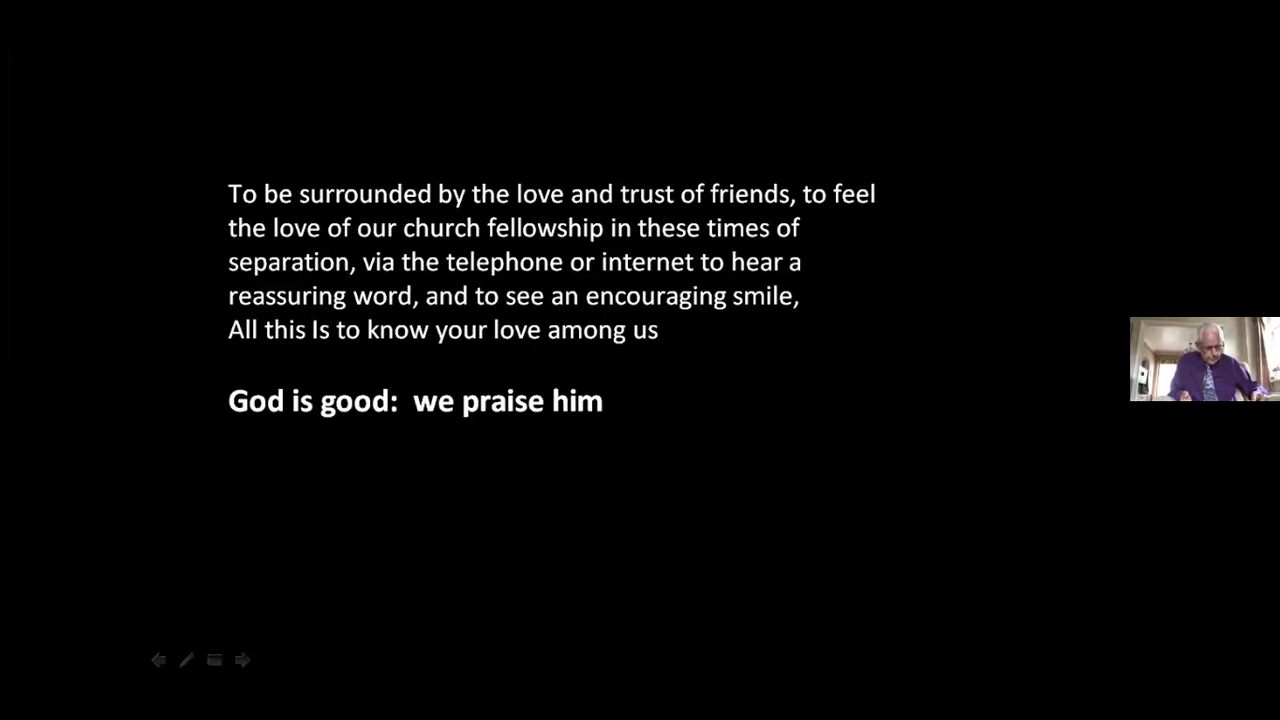 To be surrounded by the love and trust of friends, to feel
the love of our church fellowship in these times of
separation, via the telephone or internet to hear a
reassuring word, and to see an encouraging smile,
All this Is to know your love among us
God is good:  we praise him